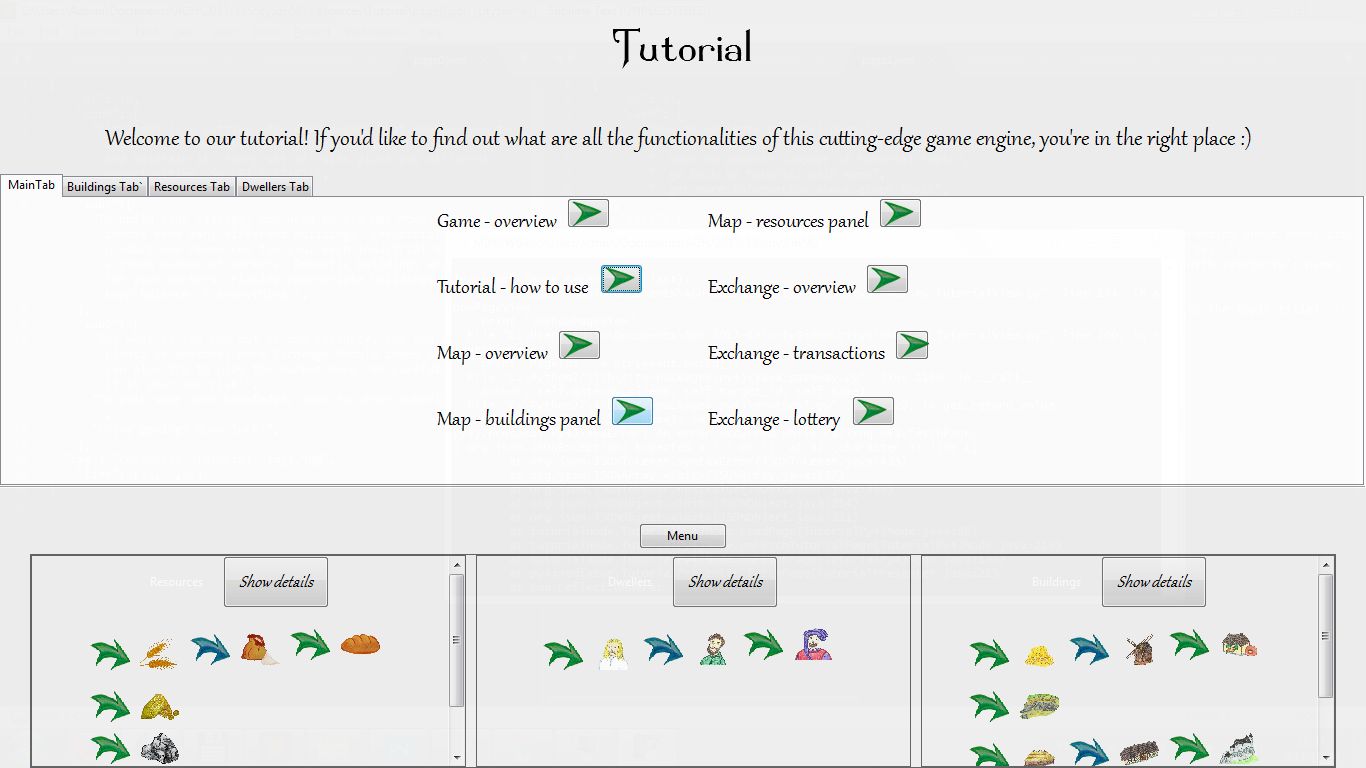 Tutorial
Welcome to our tutorial! If you'd like to find out what are all the functionalities of this cutting-edge game engine, you're in the right place :)
MainTab Buildings Tab` Resources Tab Dwellers Tab
Game - overview Map - resources panel
Tutorial - how to use Exchange - overview
Map - overview Exchange - transactions
Map - buildings panel Exchange - lottery
Menu
Resources Show details Dwellers Show details Buildings Show details